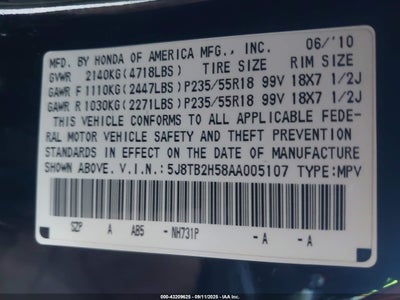 MFD. BY HONDA OF AMERICA MFG., INC. 06/'10
GVWR 2140KG(4718LBS) TIRE SIZE RIM SIZE
GAWR F 1110KG(2447LBS) P235/55R18 99V 18X7 1/2J
GAWR R 1030KG(2271LBS) P235/55R18 99V 18X7 1/2J
THIS VEHICLE CONFORMS TO ALL APPLICABLE FEDE-
RAL MOTOR VEHICLE SAFETY AND THEFT PREVENTION
STANDARDS IN EFFECT ON THE DATE OF MANUFACTURE
SHOWN ABOVE. V.I.N.:5J8TB2H58AA005107 TYPE:MPV
SZP A AB5 - NH731P -A -A
000-43209625 - 09/11/2025 - IAA Inc.